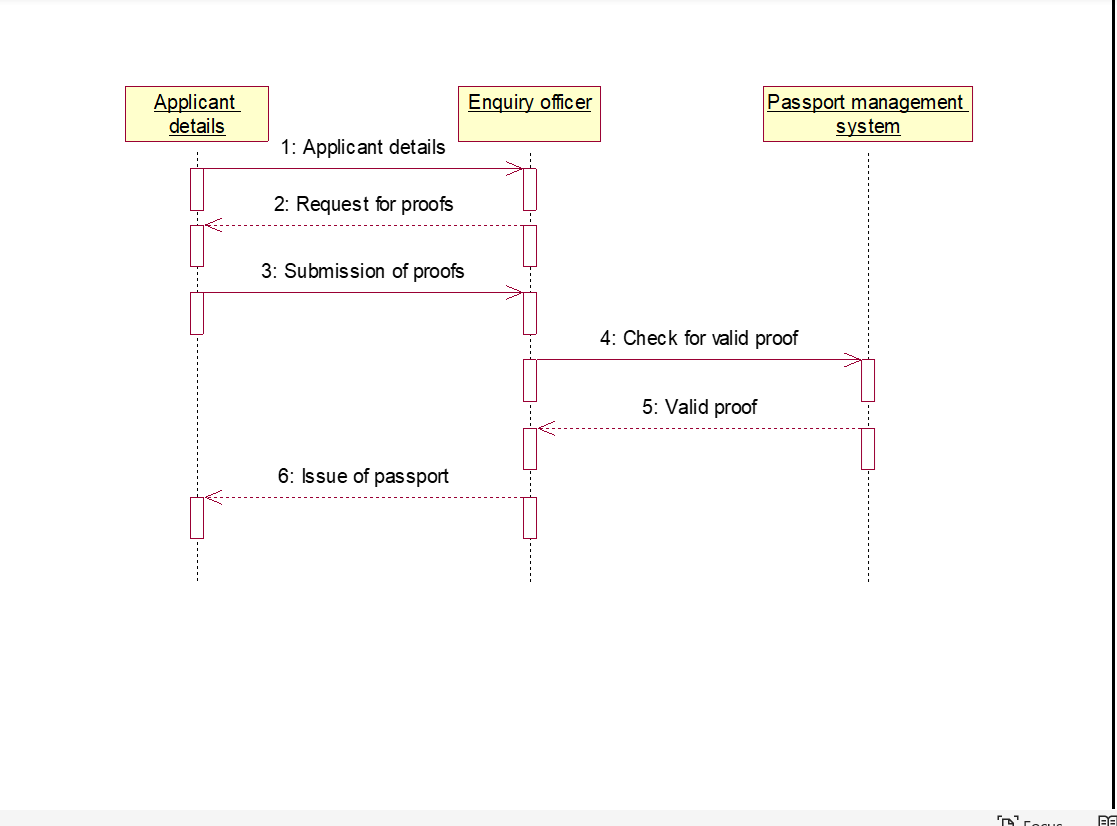 Applicant
details
Enquiry officer
Passport management
system
1: Applicant details
2: Request for proofs
3: Submission of proofs
4: Check for valid proof
5: Valid proof
6: Issue of passport
Focus